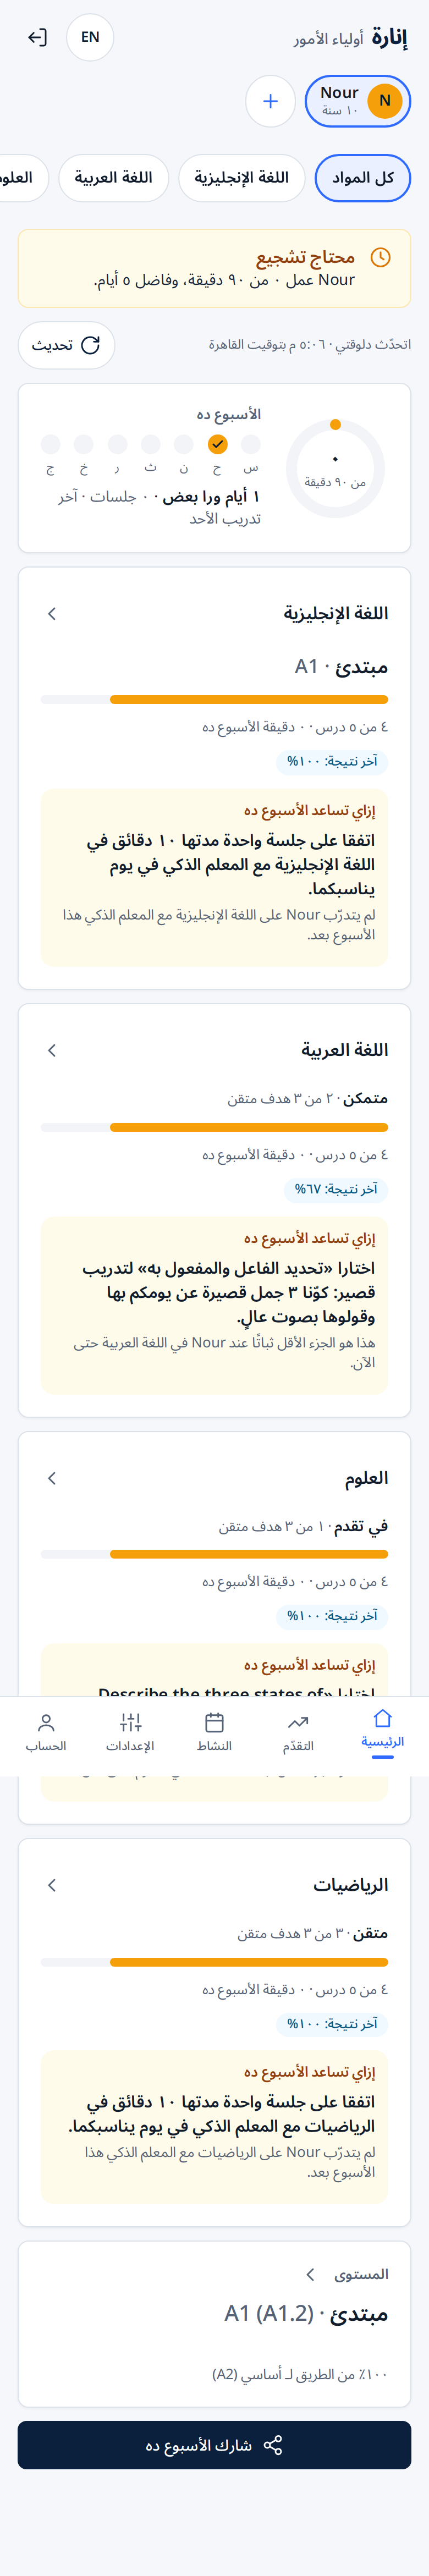 إنارة أولياء الأمور
EN
N
Nour
١٠ سنة
كل المواد
اللغة الإنجليزية
اللغة العربية
العلوم
محتاج تشجيع
Nour عمل ٠ من ٩٠ دقيقة، وفاضل ٥ أيام.
اتحدّث دلوقتي · ٥:٠٦ م بتوقيت القاهرة
تحديث
٠
من ٩٠ دقيقة
الأسبوع ده
س ح ن ث ر خ ج
١ أيام ورا بعض · ٠ جلسات · آخر
تدريب الأحد
اللغة الإنجليزية
مبتدئ · A1
٤ من ٥ درس · ٠ دقيقة الأسبوع ده
آخر نتيجة: ١٠٠%
إزاي تساعد الأسبوع ده
اتفقا على جلسة واحدة مدتها ١٠ دقائق في
اللغة الإنجليزية مع المعلم الذكي في يوم
يناسبكما.
لم يتدرّب Nour على اللغة الإنجليزية مع المعلم الذكي هذا
الأسبوع بعد.
اللغة العربية
متمكن · ٢ من ٣ هدف متقن
٤ من ٥ درس · ٠ دقيقة الأسبوع ده
آخر نتيجة: ٦٧%
إزاي تساعد الأسبوع ده
اختارا «تحديد الفاعل والمفعول به» لتدريب
قصير: كوّنا ٣ جمل قصيرة عن يومكم بها
وقولوها بصوت عالٍ.
هذا هو الجزء الأقل ثباتًا عند Nour في اللغة العربية حتى
الآن.
العلوم
في تقدم · ١ من ٣ هدف متقن
٤ من ٥ درس · ٠ دقيقة الأسبوع ده
آخر نتيجة: ١٠٠%
إزاي تساعد الأسبوع ده
اختارا «Describe the three states of
الرئيسية
التقدّم
النشاط
الإعدادات
الحساب
الرياضيات
متقن · ٣ من ٣ هدف متقن
٤ من ٥ درس · ٠ دقيقة الأسبوع ده
آخر نتيجة: ١٠٠%
إزاي تساعد الأسبوع ده
اتفقا على جلسة واحدة مدتها ١٠ دقائق في
الرياضيات مع المعلم الذكي في يوم يناسبكما.
لم يتدرّب Nour على الرياضيات مع المعلم الذكي هذا
الأسبوع بعد.
المستوى
مبتدئ · A1 (A1.2)
١٠٠٪ من الطريق لـ أساسي (A2)
شارك الأسبوع ده